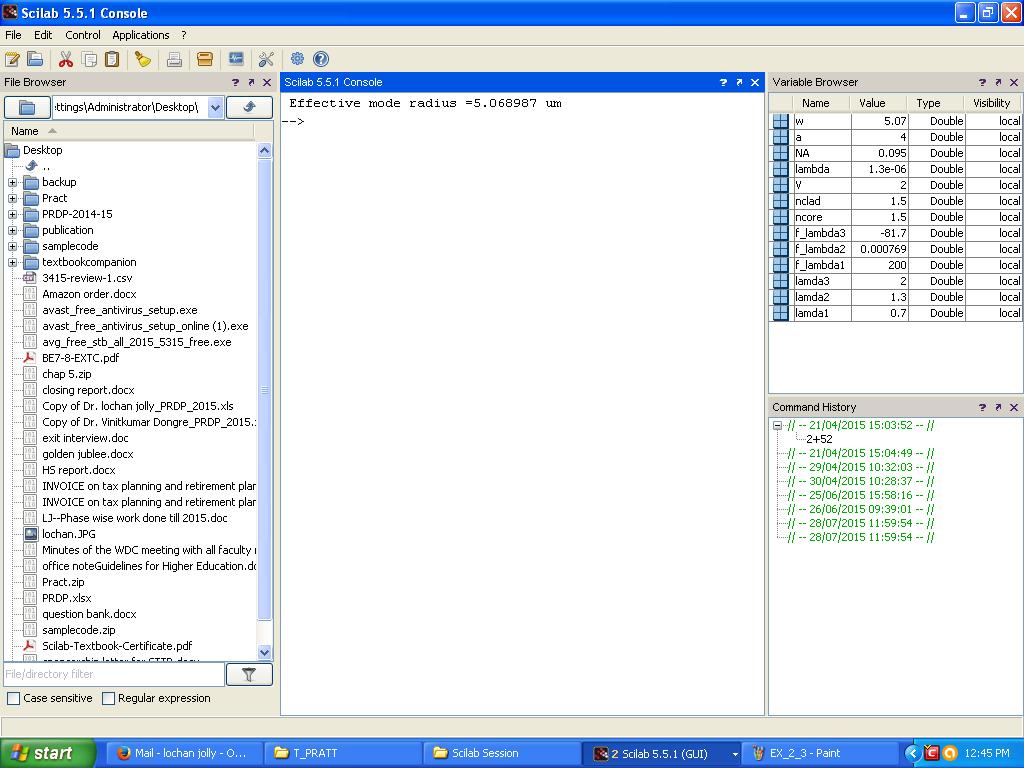 Scilab 5.5.1 Console
File Edit Control Applications ?
File Browser ? 
:ttings\Administrator\Desktop\
Name
Desktop
..
backup
Pract
PRDP-2014-15
publication
samplecode
textbookcompanion
3415-review-1.csv
Amazon order.docx
avast_free_antivirus_setup.exe
avast_free_antivirus_setup_online (1).exe
avg_free_stb_all_2015_5315_free.exe
BE7-8-EXTC.pdf
chap 5.zip
closing report.docx
Copy of Dr. lochan jolly_PRDP_2015.xls
Copy of Dr. Vinitkumar Dongre_PRDP_2015.:
exit interview.doc
golden jublee.docx
HS report.docx
INVOICE on tax planning and retirement plar
INVOICE on tax planning and retirement plar
LJ--Phase wise work done till 2015.doc
lochan.JPG
Minutes of the WDC meeting with all faculty
office noteGuidelines for Higher Education.do
Pract.zip
PRDP.xlsx
question bank.docx
samplecode.zip
Scilab-Textbook-Certificate.pdf
File/directory filter
Case sensitive Regular expression
Scilab 5.5.1 Console ?
Effective mode radius =5.068987 um
-->
Variable Browser ?
Name Value Type Visibility
w 5.07 Double local
a 4 Double local
NA 0.095 Double local
lambda 1.3e-06 Double local
V 2 Double local
nclad 1.5 Double local
ncore 1.5 Double local
f_lambda3 -81.7 Double local
f_lambda2 0.000769 Double local
f_lambda1 200 Double local
lamda3 2 Double local
lamda2 1.3 Double local
lamda1 0.7 Double local
Command History ?
// -- 21/04/2015 15:03:52 -- //
2+52
// -- 21/04/2015 15:04:49 -- //
// -- 29/04/2015 10:32:03 -- //
// -- 30/04/2015 10:28:37 -- //
// -- 25/06/2015 15:58:16 -- //
// -- 26/06/2015 09:39:01 -- //
// -- 28/07/2015 11:59:54 -- //
// -- 28/07/2015 11:59:54 -- //
start Mail - lochan jolly - O... T_PRATT Scilab Session 2 Scilab 5.5.1 (GUI) EX_2_3 - Paint 12:45 PM